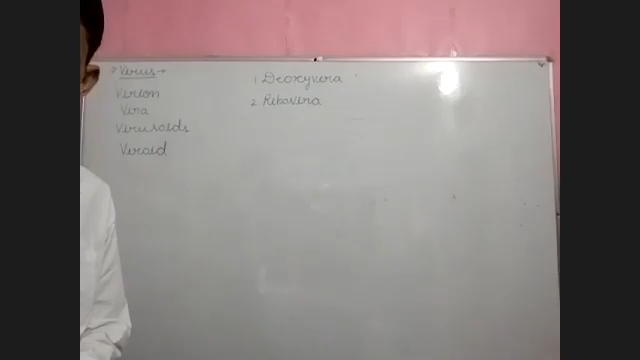 Virus →
Virion
Vira
Virusoids
Viroid
1. Deoxyvira
2. Ribovira